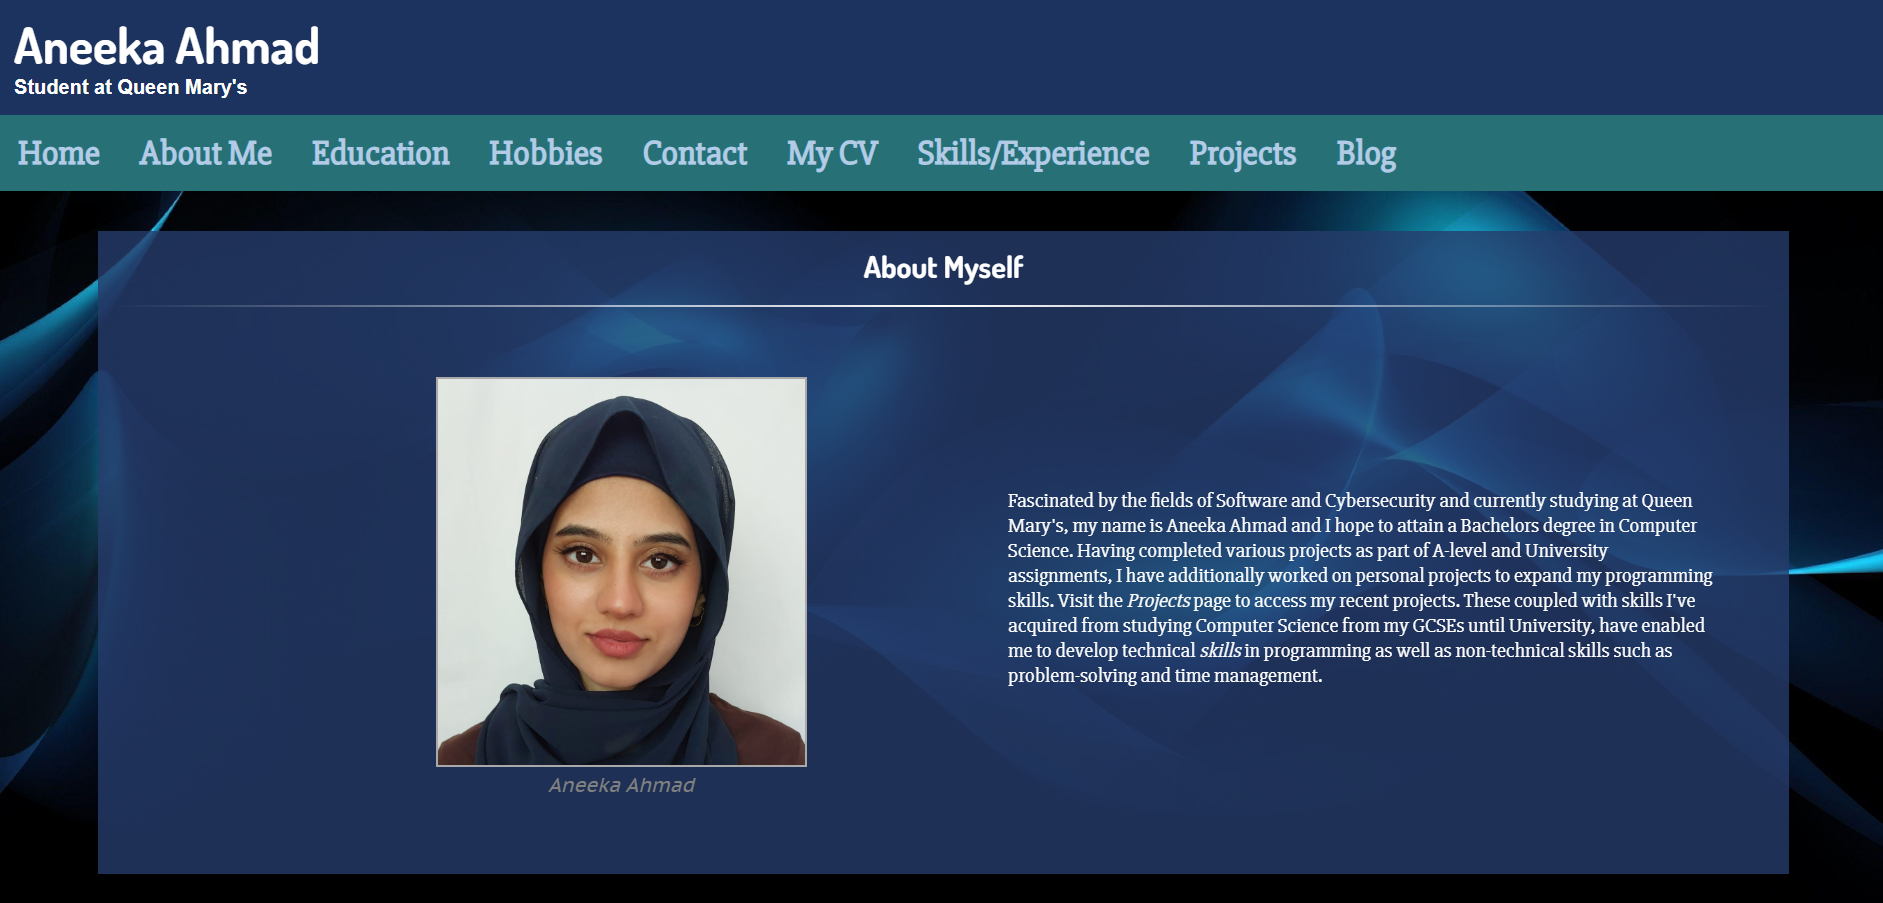 Aneeka Ahmad
Student at Queen Mary's
Home About Me Education Hobbies Contact My CV Skills/Experience Projects Blog
About Myself
Fascinated by the fields of Software and Cybersecurity and currently studying at Queen
Mary's, my name is Aneeka Ahmad and I hope to attain a Bachelors degree in Computer
Science. Having completed various projects as part of A-level and University
assignments, I have additionally worked on personal projects to expand my programming
skills. Visit the Projects page to access my recent projects. These coupled with skills I've
acquired from studying Computer Science from my GCSEs until University, have enabled
me to develop technical skills in programming as well as non-technical skills such as
problem-solving and time management.
Aneeka Ahmad